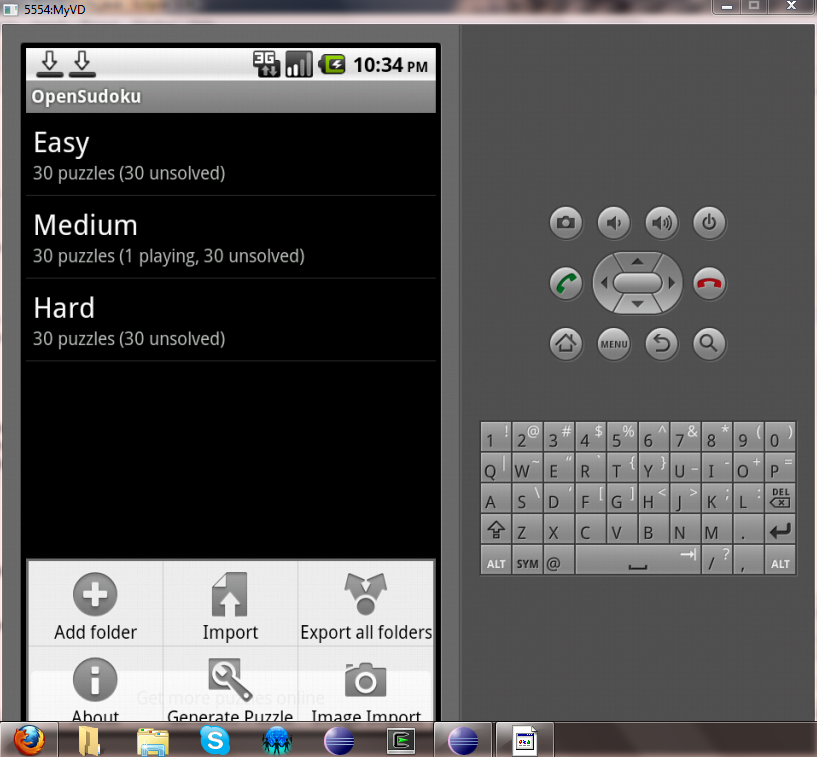 5554:MyVD
3G 10:34 PM
OpenSudoku
Easy
30 puzzles (30 unsolved)
Medium
30 puzzles (1 playing, 30 unsolved)
Hard
30 puzzles (30 unsolved)
Add folder Import Export all folders
Get more puzzles online
About Generate Puzzle Image Import
MENU
1 ! 2 @ 3 # 4 $ 5 % 6 ^ 7 & 8 * 9 ( 0 )
Q | W ~ E " R ` T { Y } U _ I - O + P =
A S \ D ' F [ G ] H < J > K ; L : DEL
Z X C V B N M .
ALT SYM @ / ? , ALT